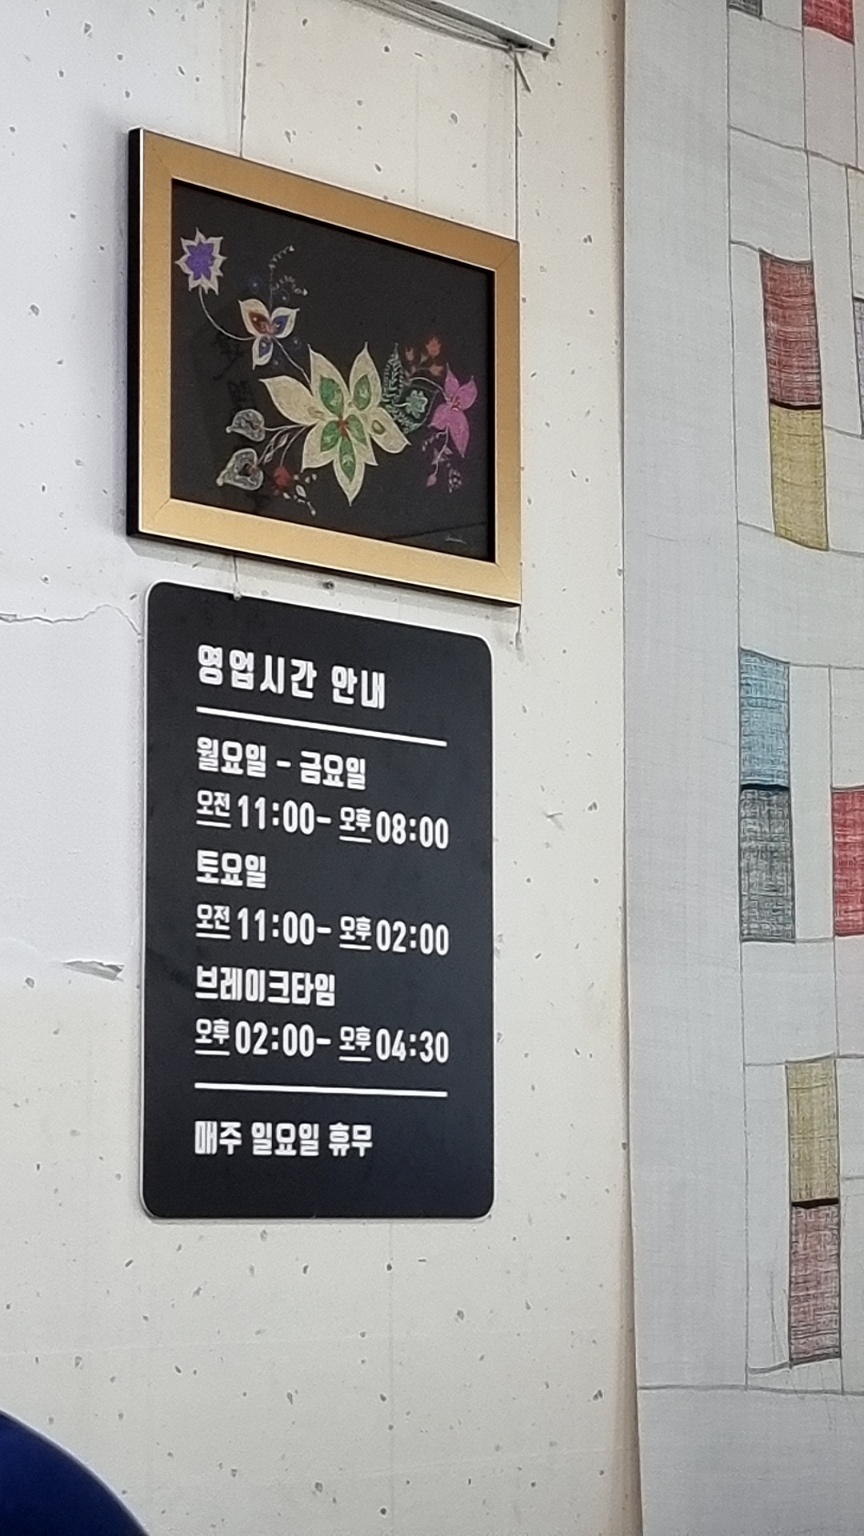 영업시간 안내
월요일 - 금요일
오전 11:00- 오후 08:00
토요일
오전 11:00- 오후 02:00
브레이크타임
오후 02:00- 오후 04:30
매주 일요일 휴무